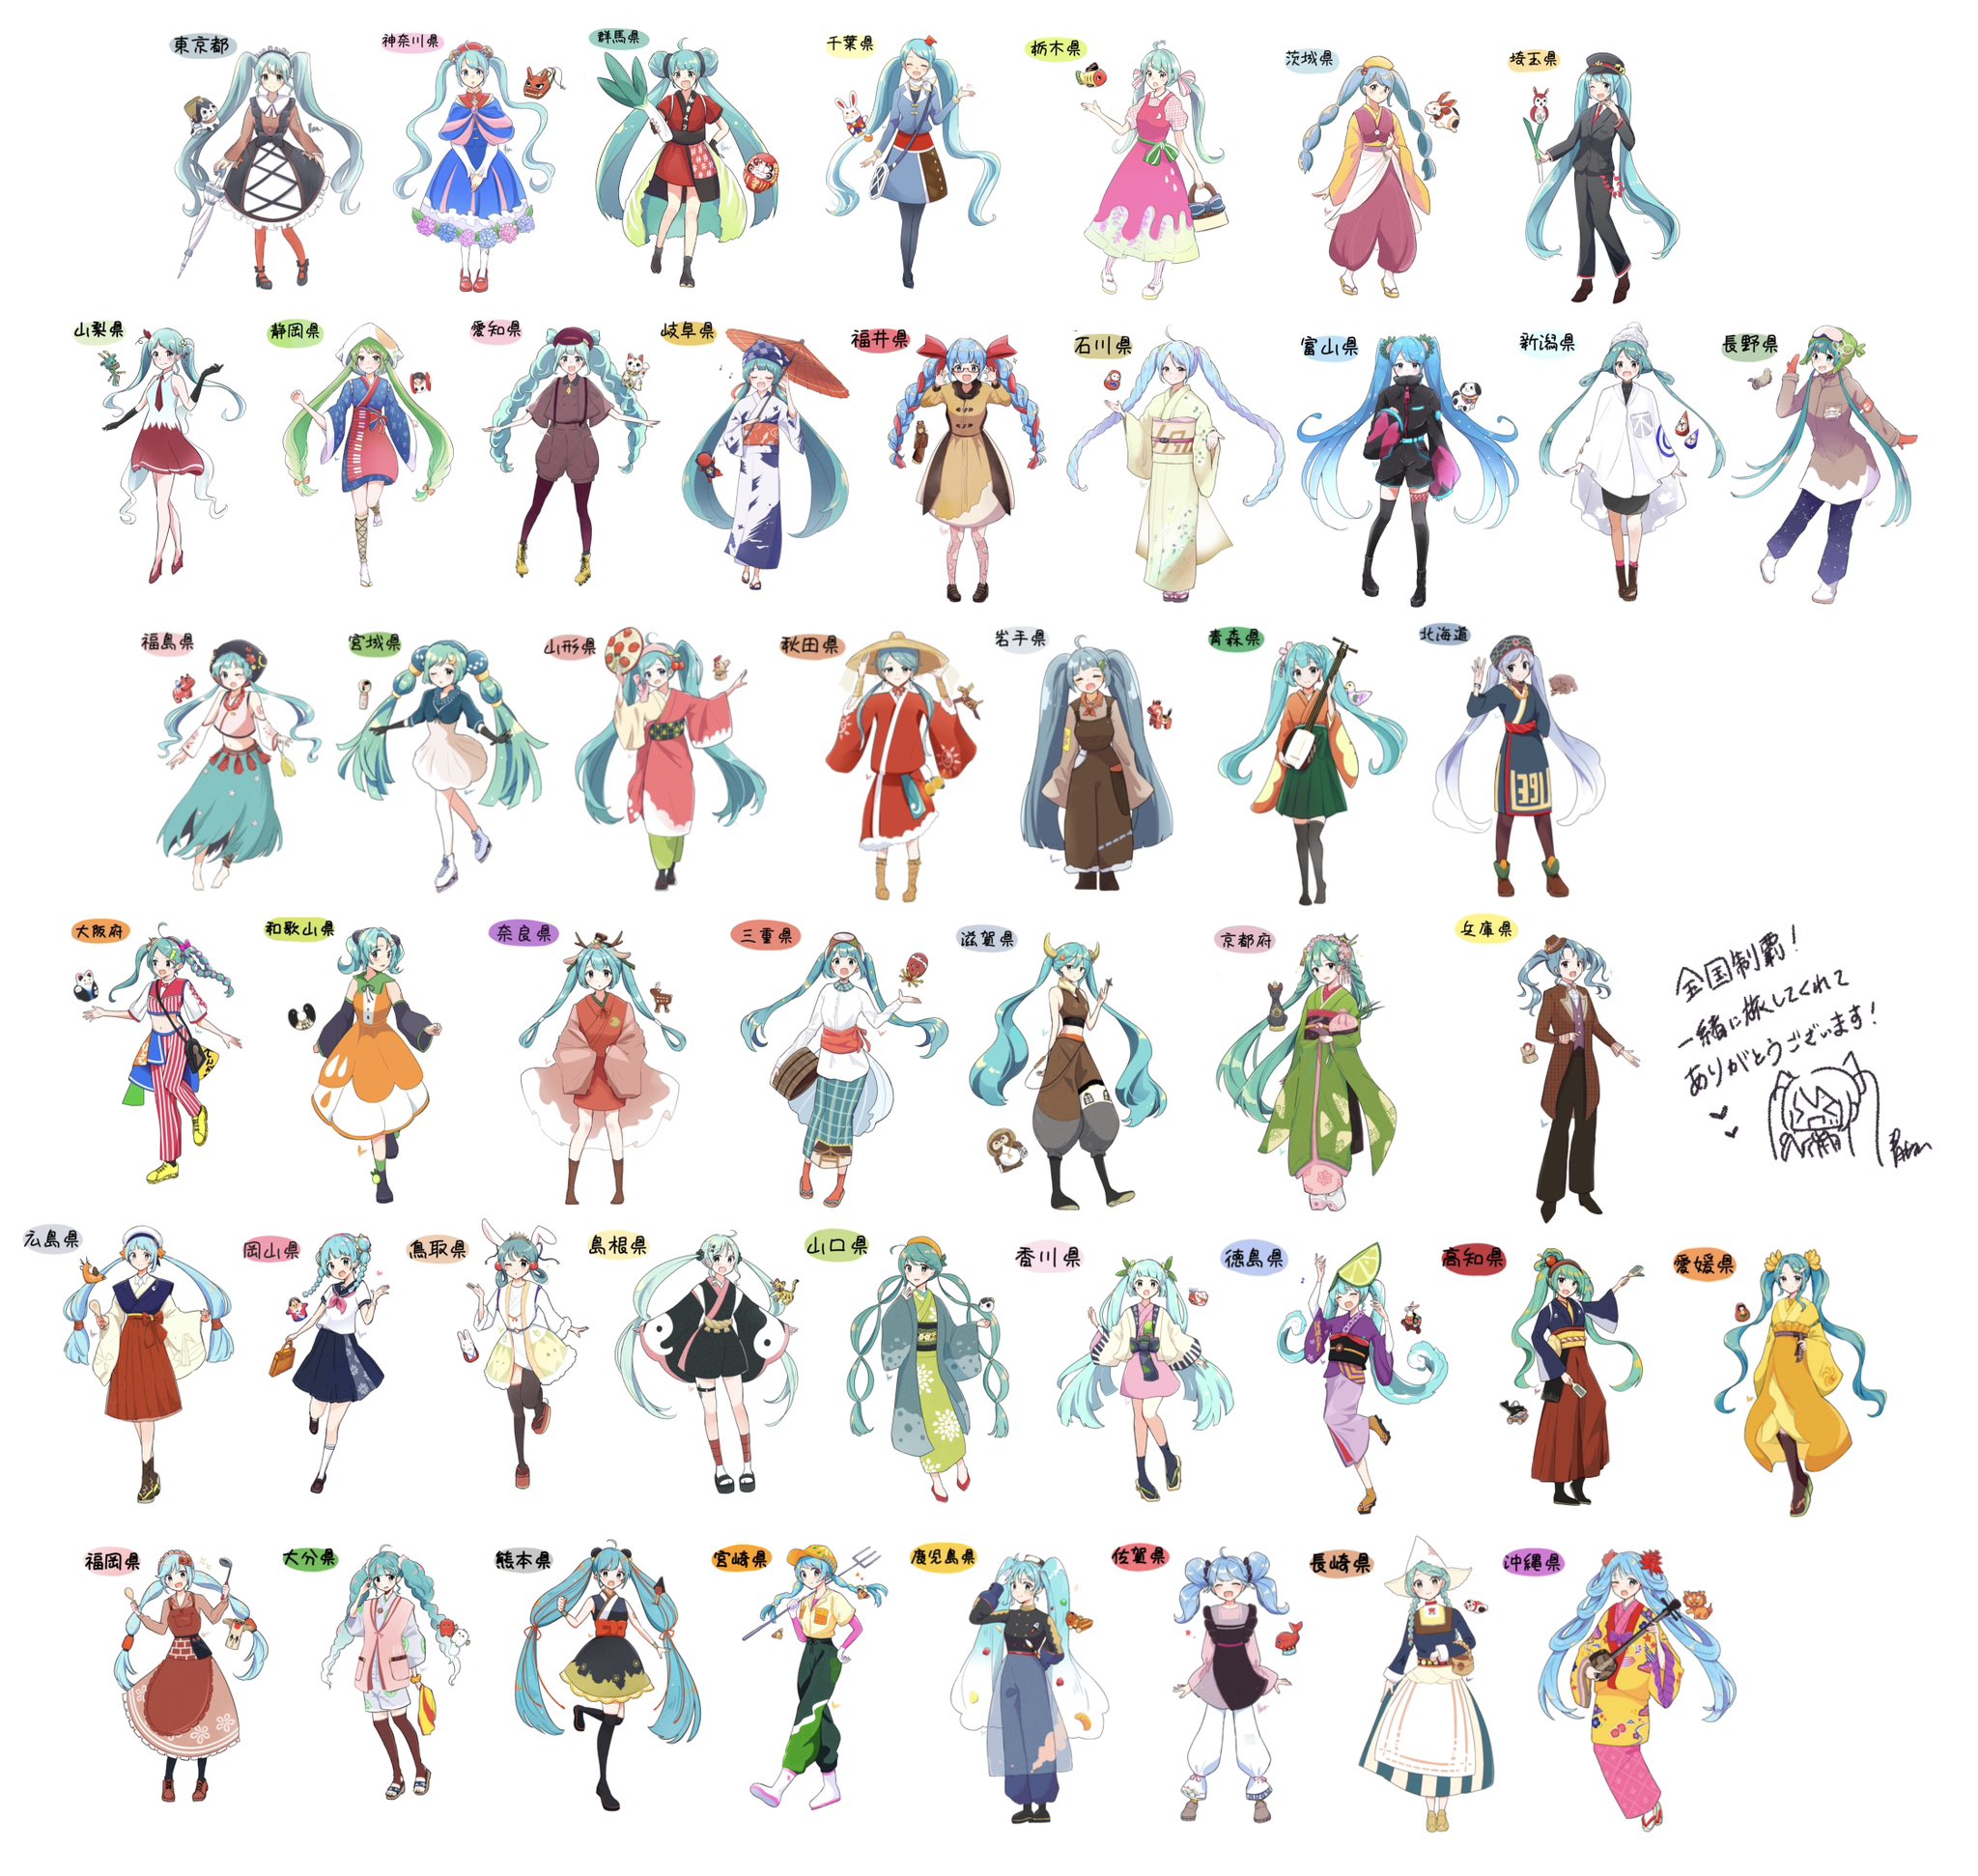 東京都
神奈川県
群馬県
千葉県
栃木県
茨城県
埼玉県
山梨県
静岡県
愛知県
岐阜県
福井県
石川県
富山県
新潟県
長野県
福島県
宮城県
山形県
秋田県
岩手県
青森県
北海道
大阪府
和歌山県
奈良県
三重県
滋賀県
京都府
兵庫県
全国制覇!
一緒に旅してくれて
ありがとうございます!
広島県
岡山県
鳥取県
島根県
山口県
香川県
徳島県
高知県
愛媛県
福岡県
大分県
熊本県
宮崎県
鹿児島県
佐賀県
長崎県
沖縄県